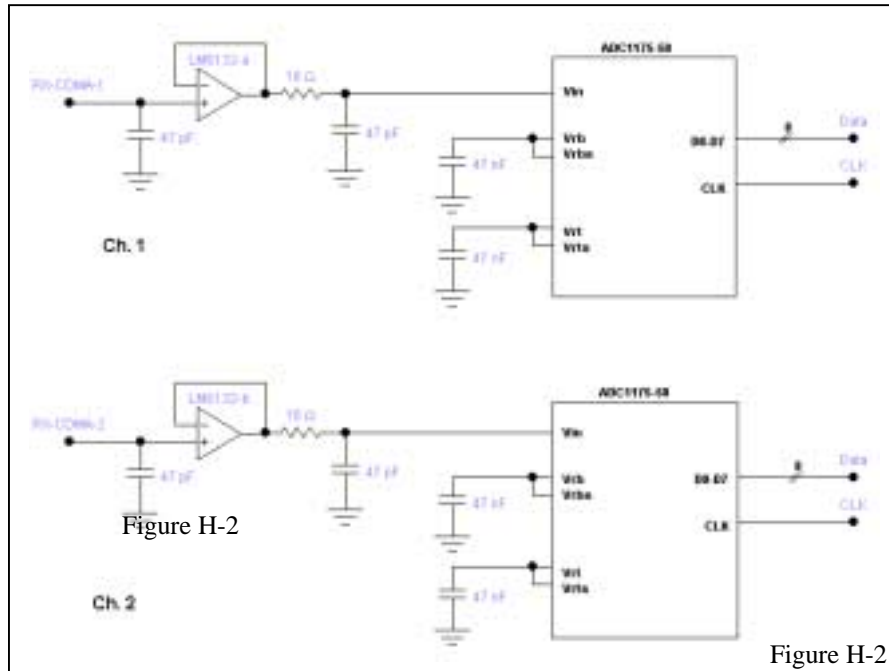 ADC1175-50
10 Ω
Vin
47 pF
47 pF
Data
8
Vrb
D0-D7
Vrbs
47 nF
CLK
CLK
Vrt
Vrts
47 nF
Ch. 1
ADC1175-50
10 Ω
Vin
47 pF
47 pF
Data
8
Vrb
D0-D7
Vrbs
47 nF
CLK
CLK
Figure H-2
Vrt
Vrts
47 nF
Ch. 2
Figure H-2